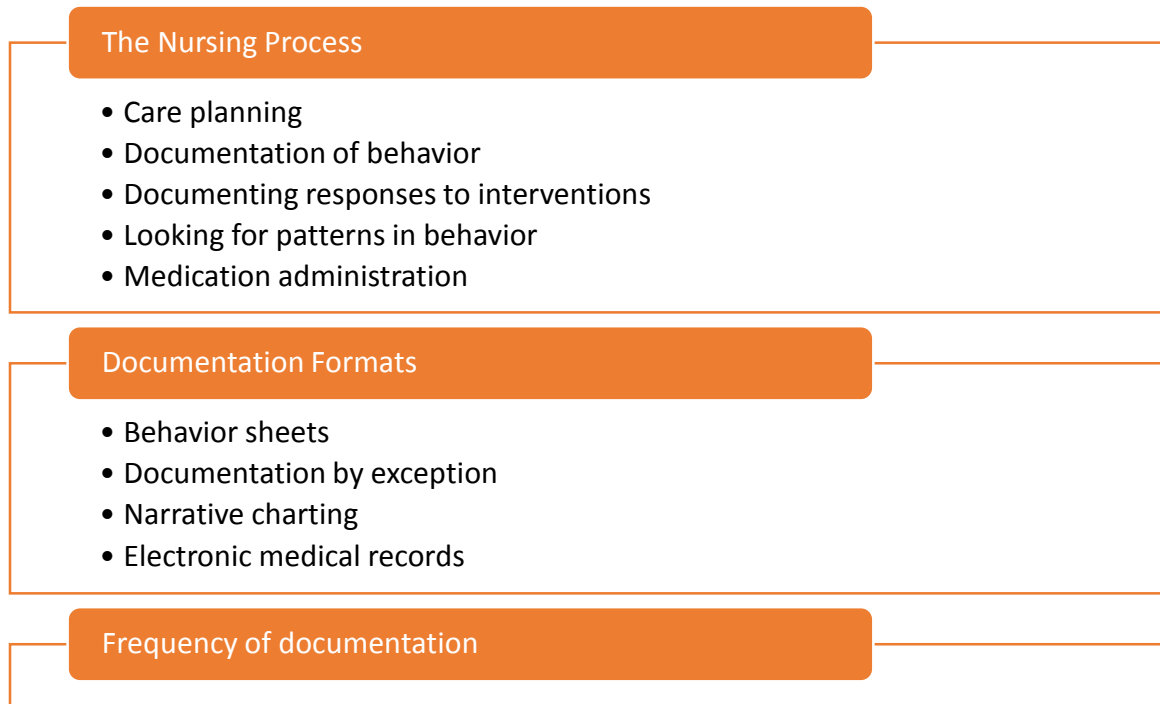 The Nursing Process
• Care planning
• Documentation of behavior
• Documenting responses to interventions
• Looking for patterns in behavior
• Medication administration
Documentation Formats
• Behavior sheets
• Documentation by exception
• Narrative charting
• Electronic medical records
Frequency of documentation